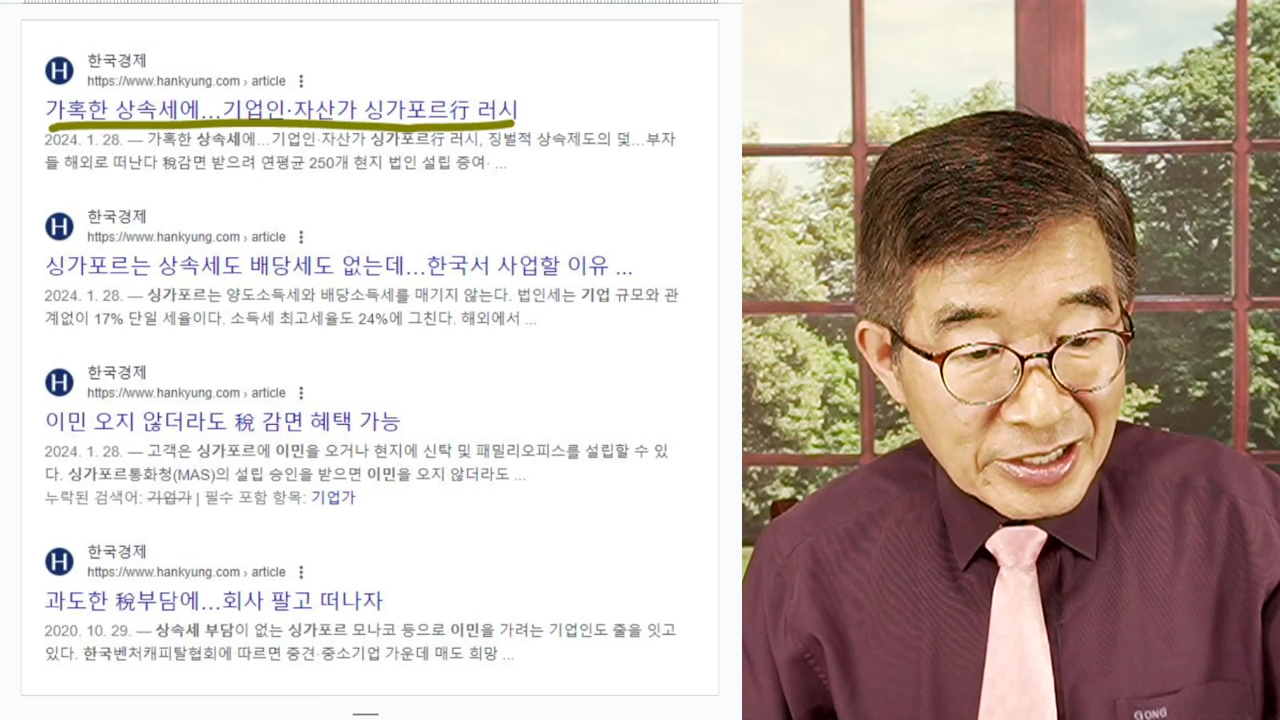 한국경제
https://www.hankyung.com › article
가혹한 상속세에…기업인·자산가 싱가포르行 러시
2024. 1. 28. — 가혹한 상속세에…기업인·자산가 싱가포르行 러시, 징벌적 상속제도의 덫…부자
들 해외로 떠난다 稅감면 받으려 연평균 250개 현지 법인 설립 증여· ...
한국경제
https://www.hankyung.com › article
싱가포르는 상속세도 배당세도 없는데…한국서 사업할 이유 ...
2024. 1. 28. — 싱가포르는 양도소득세와 배당소득세를 매기지 않는다. 법인세는 기업 규모와 관
계없이 17% 단일 세율이다. 소득세 최고세율도 24%에 그친다. 해외에서 ...
한국경제
https://www.hankyung.com › article
이민 오지 않더라도 稅 감면 혜택 가능
2024. 1. 28. — 고객은 싱가포르에 이민을 오거나 현지에 신탁 및 패밀리오피스를 설립할 수 있
다. 싱가포르통화청(MAS)의 설립 승인을 받으면 이민을 오지 않더라도 ...
누락된 검색어: 기업가 | 필수 포함 항목: 기업가
한국경제
https://www.hankyung.com › article
과도한 稅부담에…회사 팔고 떠나자
2020. 10. 29. — 상속세 부담이 없는 싱가포르 모나코 등으로 이민을 가려는 기업인도 줄을 잇고
있다. 한국벤처캐피탈협회에 따르면 중견·중소기업 가운데 매도 희망 ...
GONG